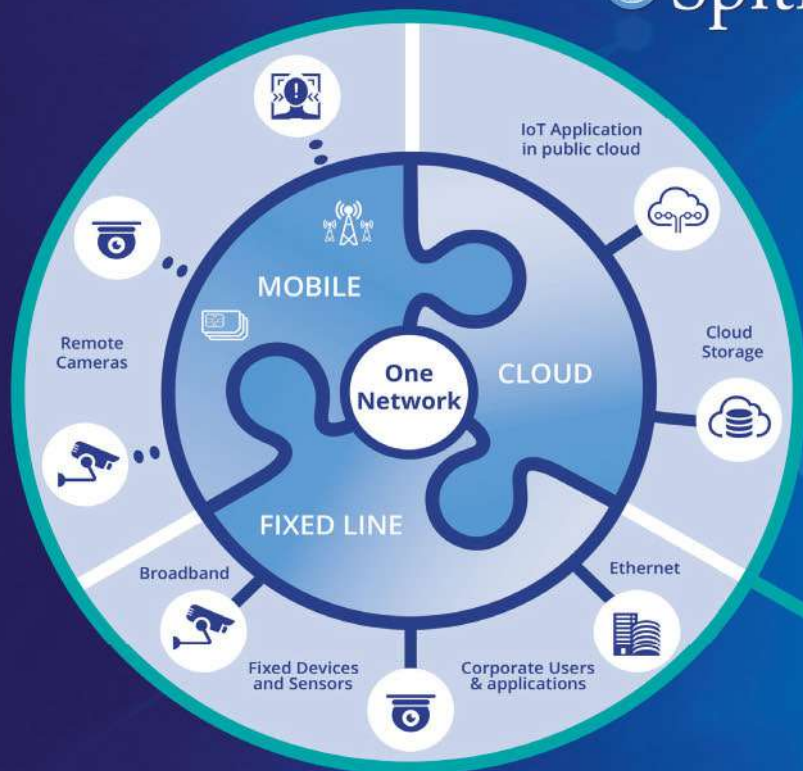 IoT Application
in public cloud
MOBILE
Remote
Cameras
Cloud
Storage
One
Network
CLOUD
FIXED LINE
Broadband
Ethernet
Fixed Devices
and Sensors
Corporate Users
& applications